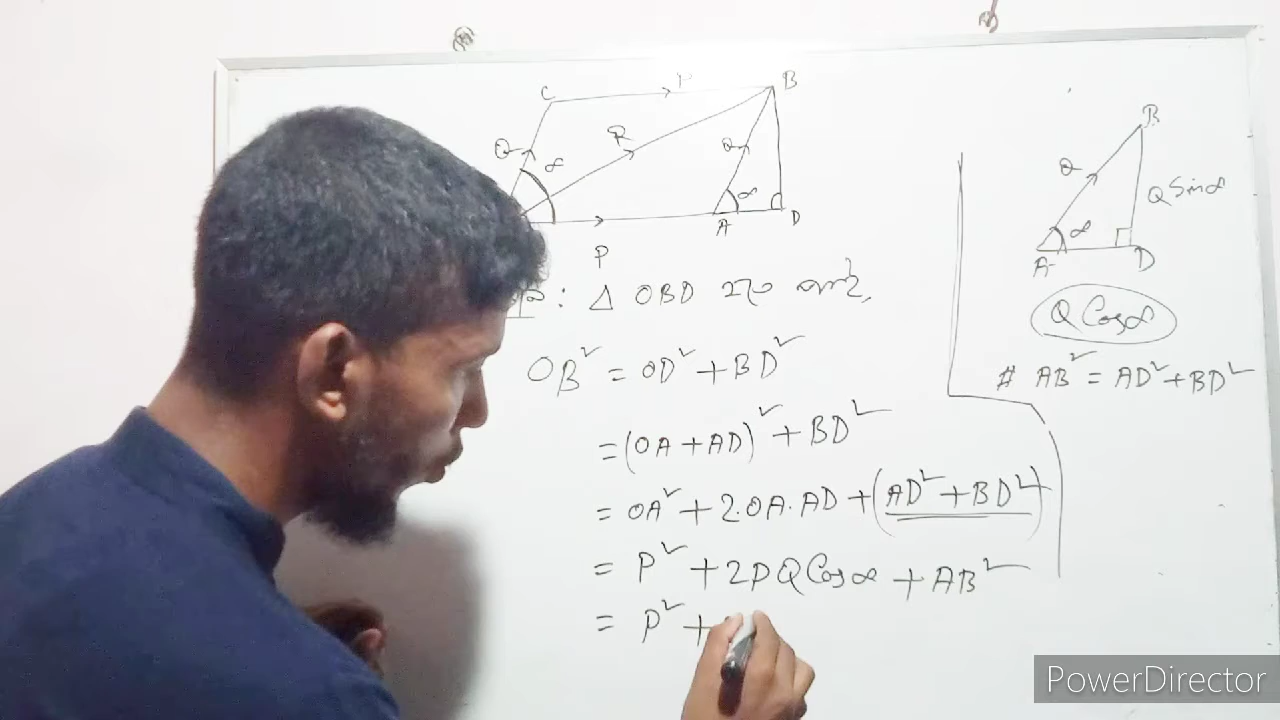 C P B
Q α R Q α
P A D
B
Q Q Sinα
α
A D
Q Cosα
# AB² = AD² + BD²
: Δ OBD
OB² = OD² + BD²
= (OA + AD)² + BD²
= OA² + 2.OA.AD + (AD² + BD²)
= P² + 2PQ Cosα + AB²
= P² +
PowerDirector